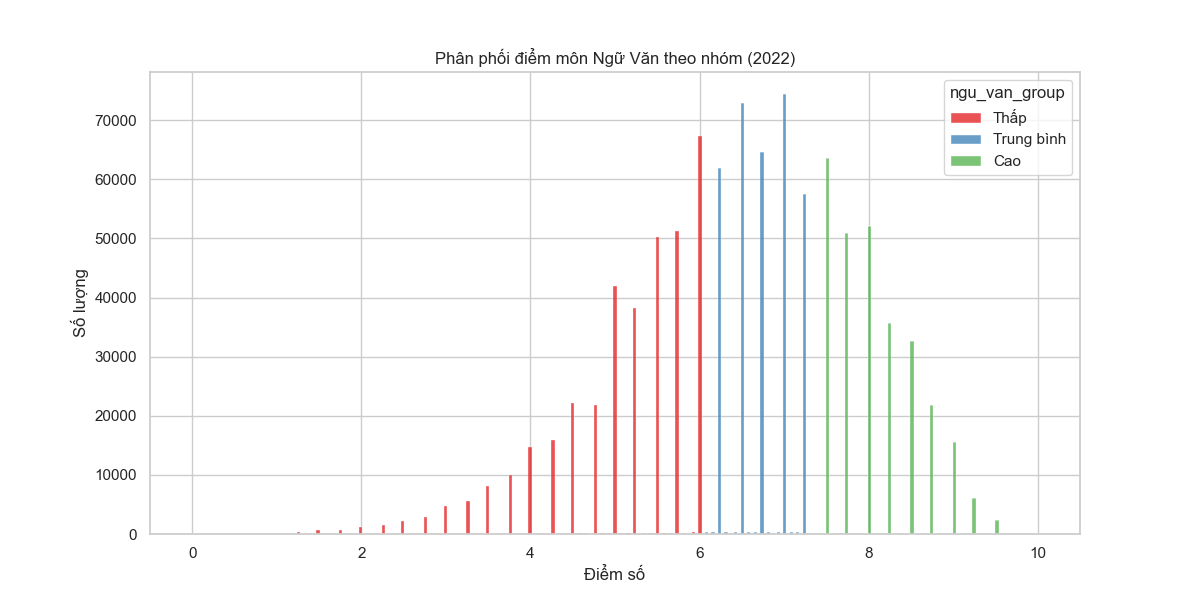 Phân phối điểm môn Ngữ Văn theo nhóm (2022)
ngu_van_group
Thấp
Trung bình
Cao
Số lượng
70000
60000
50000
40000
30000
20000
10000
0
0 2 4 6 8 10
Điểm số